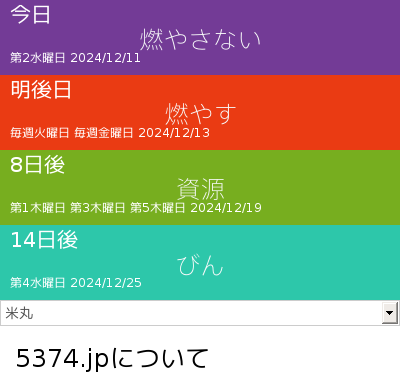 今日
燃やさない
第2水曜日 2024/12/11
明後日
燃やす
毎週火曜日 毎週金曜日 2024/12/13
8日後
資源
第1木曜日 第3木曜日 第5木曜日 2024/12/19
14日後
びん
第4水曜日 2024/12/25
米丸
5374.jpについて